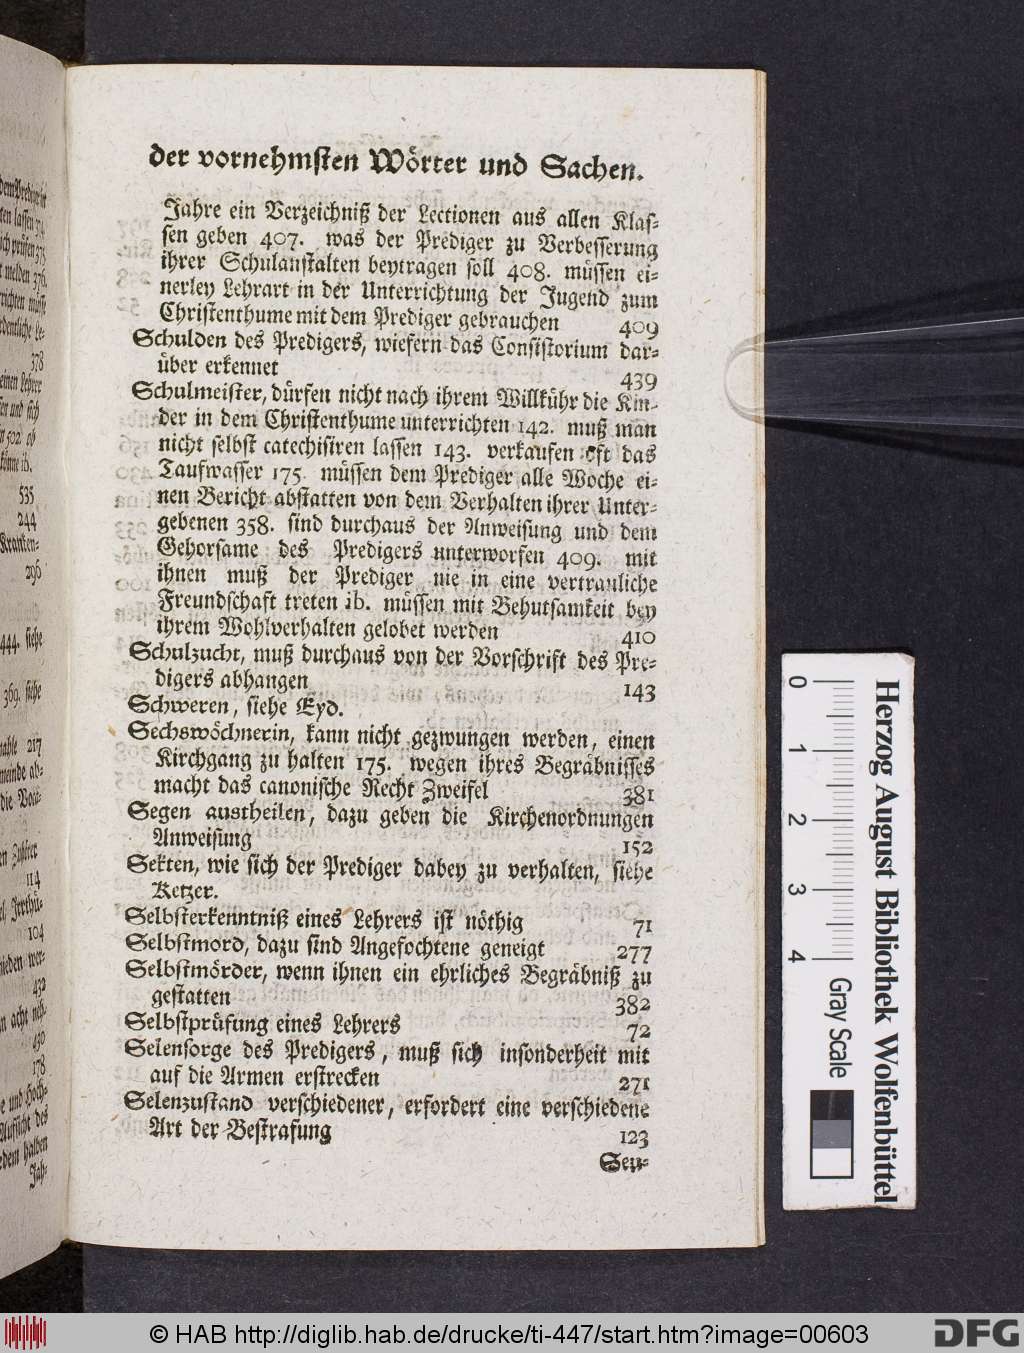 der vornehmsten Wörter und Sachen.
Jahre ein Verzeichniß der Lectionen aus allen Klas-
sen geben 407. was der Prediger zu Verbesserung
ihrer Schulanstalten beytragen soll 408. müssen ei-
nerley Lehrart in der Unterrichtung der Jugend zum
Christenthume mit dem Prediger gebrauchen 409
Schulden des Predigers, wiefern das Consistorium dar-
über erkennet 439
Schulmeister, dürfen nicht nach ihrem Willkühr die Kin-
der in dem Christenthume unterrichten 142. muß man
nicht selbst catechisiren lassen 143. verkaufen oft das
Taufwasser 175. müssen dem Prediger alle Woche ei-
nen Bericht abstatten von dem Verhalten ihrer Unter-
gebenen 358. sind durchaus der Anweisung und dem
Gehorsame des Predigers unterworfen 409. mit
ihnen muß der Prediger nie in eine vertrauliche
Freundschaft treten ib. müssen mit Behutsamkeit bey
ihrem Wohlverhalten gelobet werden 410
Schulzucht, muß durchaus von der Vorschrift des Pre-
digers abhangen 143
Schweren, siehe Eyd.
Sechswöchnerin, kann nicht gezwungen werden, einen
Kirchgang zu halten 175. wegen ihres Begräbnisses
macht das canonische Recht Zweifel 381
Segen austheilen, dazu geben die Kirchenordnungen
Anweisung 152
Sekten, wie sich der Prediger dabey zu verhalten, siehe
Ketzer.
Selbsterkenntniß eines Lehrers ist nöthig 71
Selbstmord, dazu sind Angefochtene geneigt 277
Selbstmörder, wenn ihnen ein ehrliches Begräbniß zu
gestatten 382
Selbstprüfung eines Lehrers 72
Selensorge des Predigers, muß sich insonderheit mit
auf die Armen erstrecken 271
Selenzustand verschiedener, erfordert eine verschiedene
Art der Bestrafung 123
Seu-
0 1 2 3 4
Gray Scale
Herzog August Bibliothek Wolfenbüttel
© HAB http://diglib.hab.de/drucke/ti-447/start.htm?image=00603
DFG